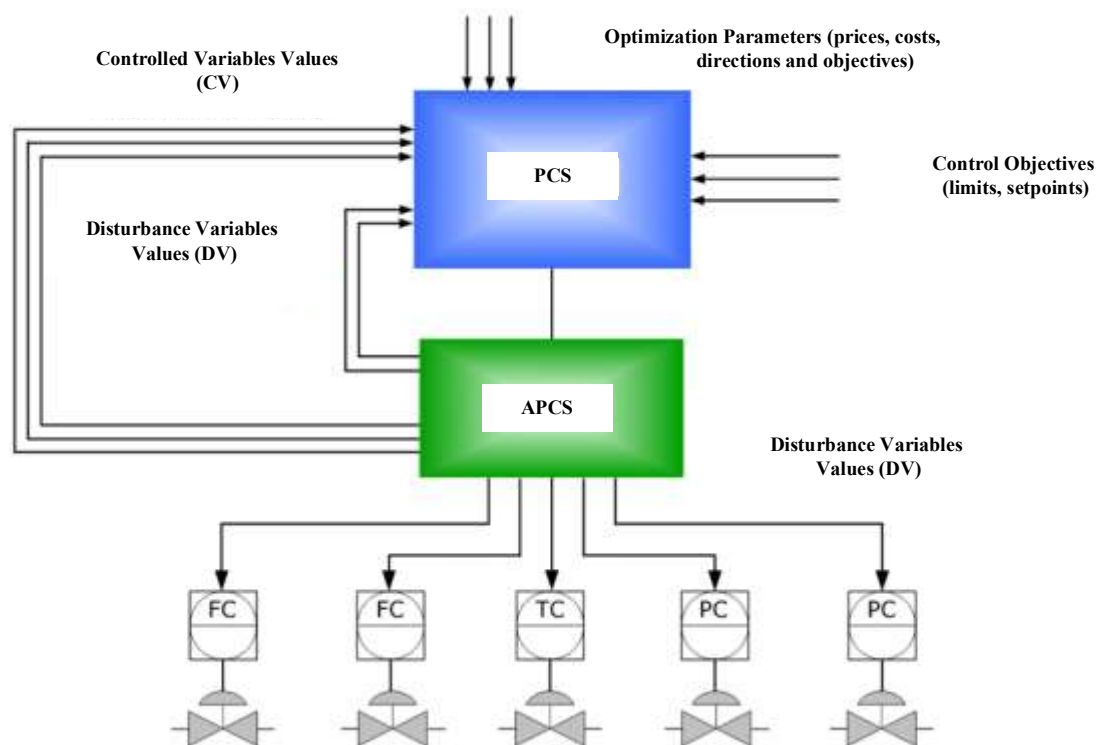 Optimization Parameters (prices, costs,
directions and objectives)
Controlled Variables Values
(CV)
PCS
Control Objectives
(limits, setpoints)
Disturbance Variables
Values (DV)
APCS
Disturbance Variables
Values (DV)
FC
FC
TC
PC
PC